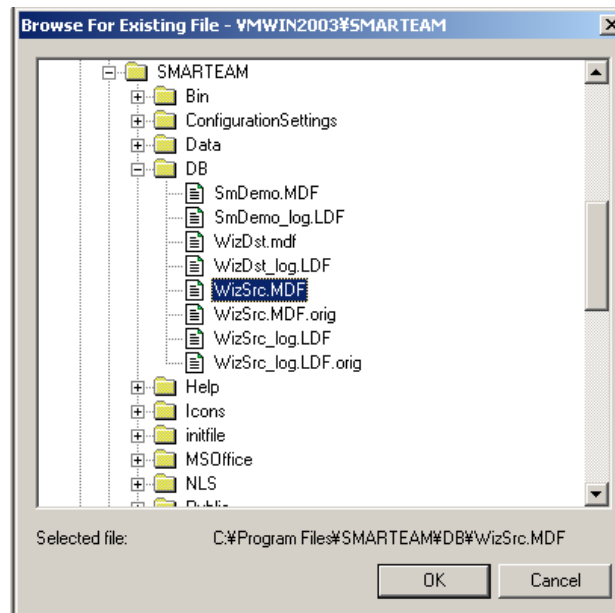 Browse For Existing File - ¥MWIN2003¥SMARTEAM
SMARTEAM
Bin
ConfigurationSettings
Data
DB
SmDemo.MDF
SmDemo_log.LDF
WizDst.mdf
WizDst_log.LDF
WizSrc.MDF
WizSrc.MDF.orig
WizSrc_log.LDF
WizSrc_log.LDF.orig
Help
Icons
initfile
MSOffice
NLS
Public
Selected file: C:¥Program Files¥SMARTEAM¥DB¥WizSrc.MDF
OK Cancel